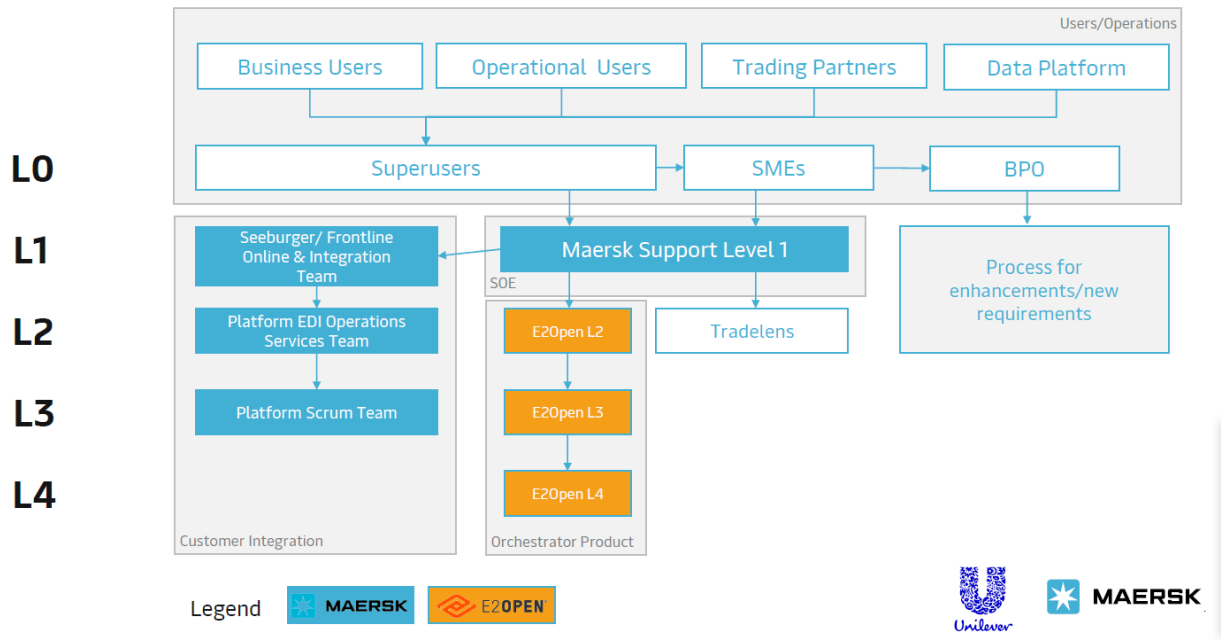 Users/Operations
Business Users
Operational Users
Trading Partners
Data Platform
L0
Superusers
SMEs
BPO
L1
Seeburger/ Frontline
Online & Integration
Team
Maersk Support Level 1
SOE
Process for
enhancements/new
requirements
L2
Platform EDI Operations
Services Team
E2Open L2
Tradelens
L3
Platform Scrum Team
E2Open L3
L4
E2Open L4
Customer Integration
Orchestrator Product
Legend
MAERSK
E2OPEN
Unilever
MAERSK